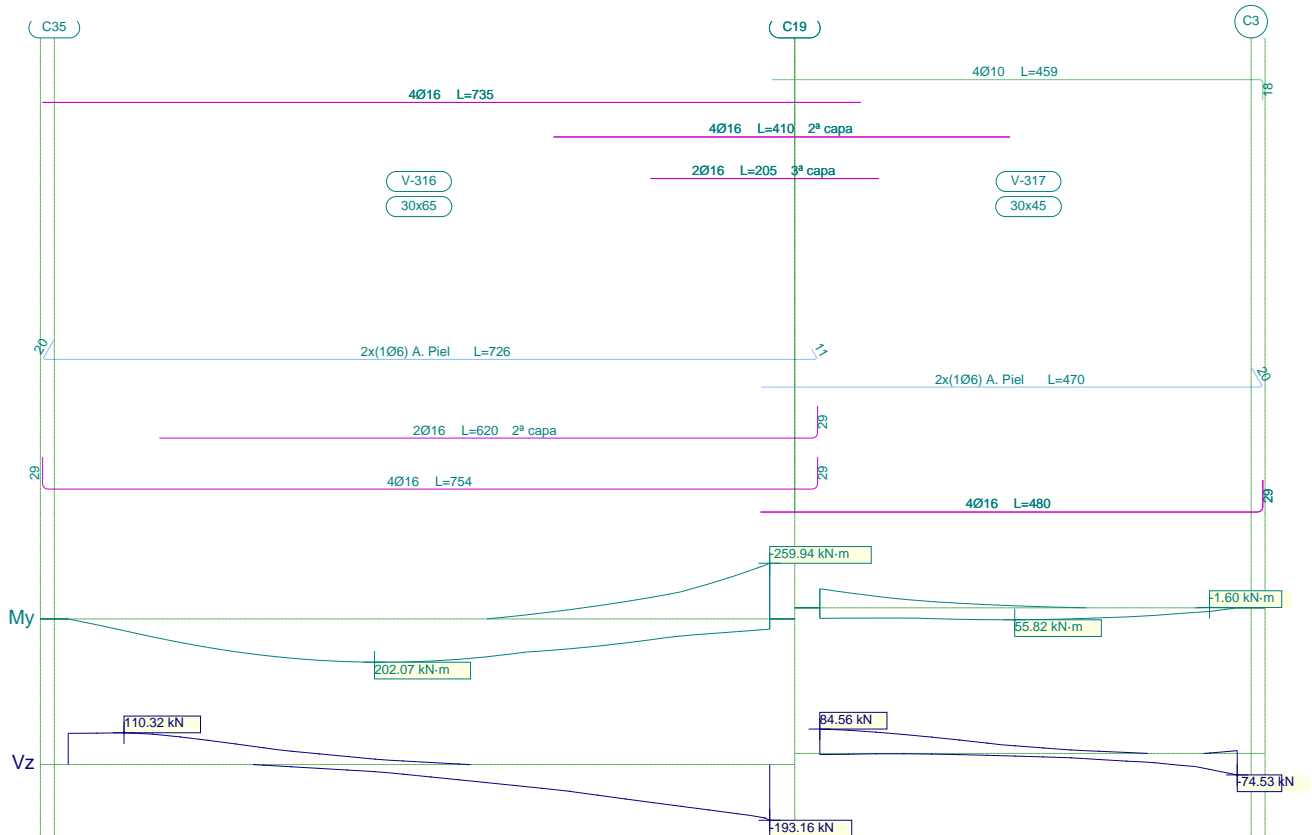 C35
C19
C3
4Ø10 L=459
18
4Ø16 L=735
4Ø16 L=410 2ª capa
2Ø16 L=205 3ª capa
V-316
30x65
V-317
30x45
20
2x(1Ø6) A. Piel L=726
11
2x(1Ø6) A. Piel L=470
20
2Ø16 L=620 2ª capa
29
29
4Ø16 L=754
29
4Ø16 L=480
29
-259.94 kN·m
My
-1.60 kN·m
55.82 kN·m
202.07 kN·m
110.32 kN
84.56 kN
Vz
-74.53 kN
-193.16 kN